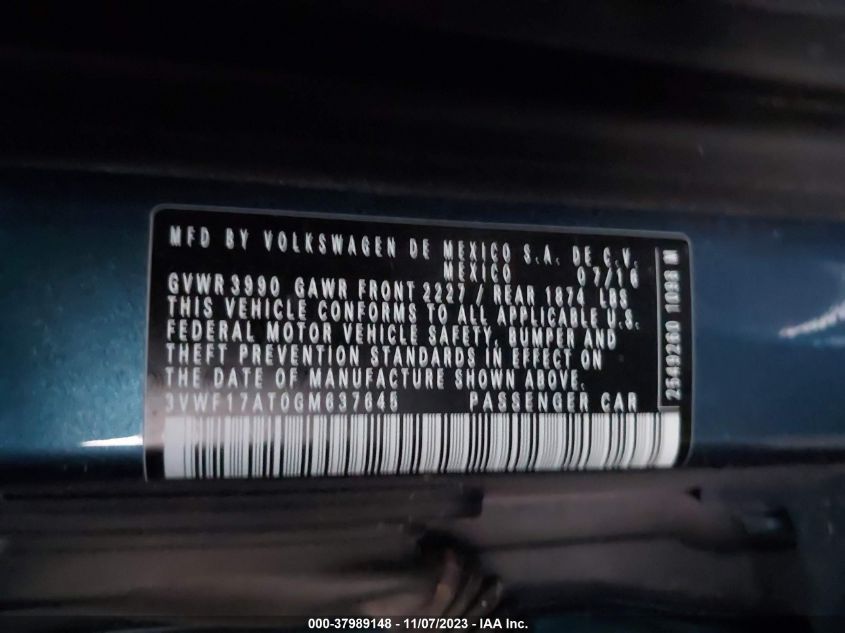 MFD BY VOLKSWAGEN DE MEXICO S.A. DE C.V.
MEXICO 07/16
GVWR 3990 GAWR FRONT 2227 / REAR 1874 LBS
THIS VEHICLE CONFORMS TO ALL APPLICABLE U.S.
FEDERAL MOTOR VEHICLE SAFETY, BUMPER AND
THEFT PREVENTION STANDARDS IN EFFECT ON
THE DATE OF MANUFACTURE SHOWN ABOVE.
3VWF17AT0GM637645 PASSENGER CAR
000-37989148 - 11/07/2023 - IAA Inc.